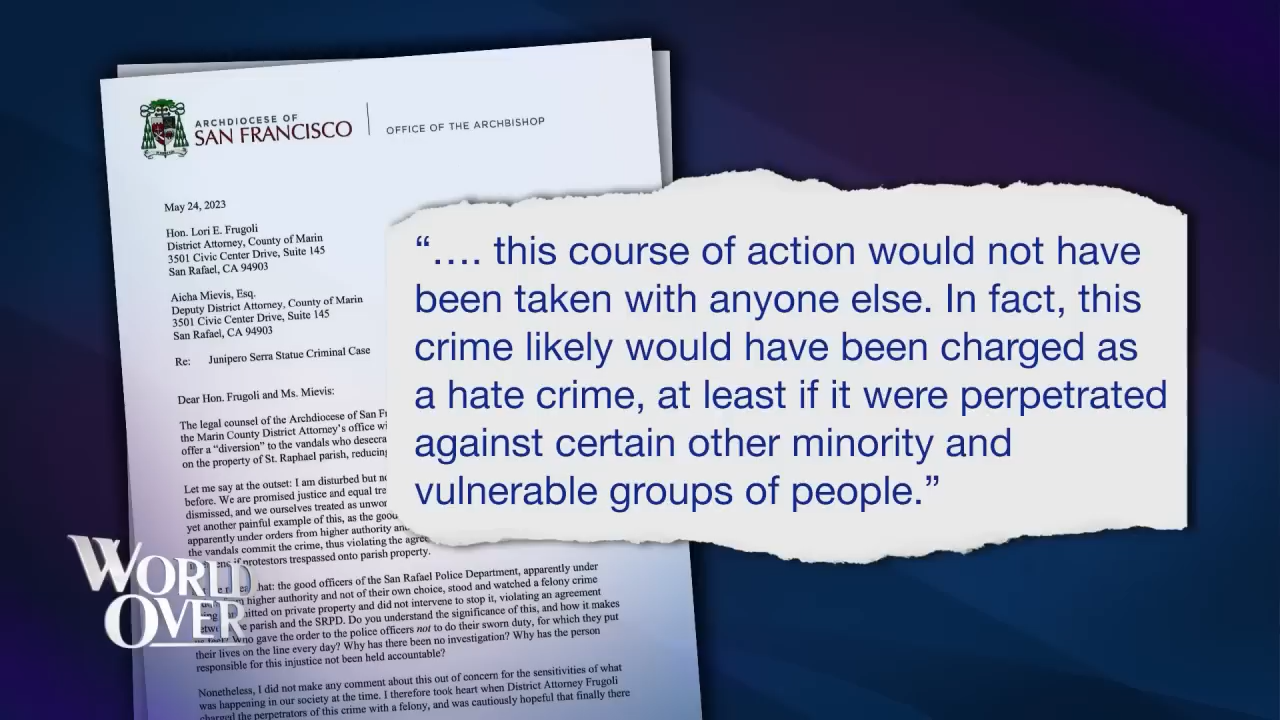 ARCHDIOCESE OF
SAN FRANCISCO
OFFICE OF THE ARCHBISHOP
May 24, 2023
Hon. Lori E. Frugoli
District Attorney, County of Marin
3501 Civic Center Drive, Suite 145
San Rafael, CA 94903
Aicha Mievis, Esq.
Deputy District Attorney, County of Marin
3501 Civic Center Drive, Suite 145
San Rafael, CA 94903
Re: Junipero Serra Statue Criminal Case
Dear Hon. Frugoli and Ms. Mievis:
The legal counsel of the Archdiocese of San Fr
the Marin County District Attorney's office wi
offer a "diversion" to the vandals who desecra
on the property of St. Raphael parish, reducing
Let me say at the outset: I am disturbed but no
before. We are promised justice and equal tre
dismissed, and we ourselves treated as unwor
yet another painful example of this, as the good
apparently under orders from higher authority and
the vandals commit the crime, thus violating the agree
if protestors trespassed onto parish property.
that: the good officers of the San Rafael Police Department, apparently under
higher authority and not of their own choice, stood and watched a felony crime
mitted on private property and did not intervene to stop it, violating an agreement
parish and the SRPD. Do you understand the significance of this, and how it makes
Who gave the order to the police officers not to do their sworn duty, for which they put
their lives on the line every day? Why has there been no investigation? Why has the person
responsible for this injustice not been held accountable?
Nonetheless, I did not make any comment about this out of concern for the sensitivities of what
was happening in our society at the time. I therefore took heart when District Attorney Frugoli
charged the perpetrators of this crime with a felony, and was cautiously hopeful that finally there
“.... this course of action would not have
been taken with anyone else. In fact, this
crime likely would have been charged as
a hate crime, at least if it were perpetrated
against certain other minority and
vulnerable groups of people.”
WORLD
OVER